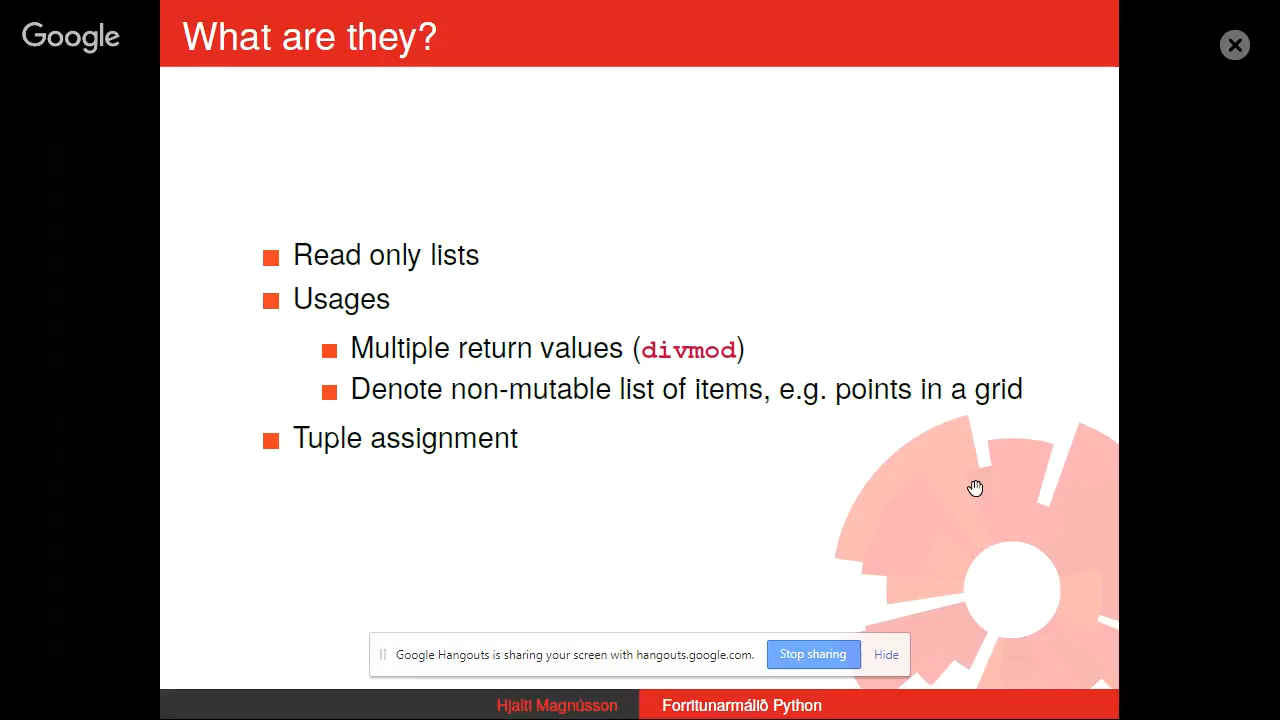 Google
What are they?
Read only lists
Usages
Multiple return values (divmod)
Denote non-mutable list of items, e.g. points in a grid
Tuple assignment
Google Hangouts is sharing your screen with hangouts.google.com.
Stop sharing
Hide
Hjalti Magnússon
Forritunarmálið Python